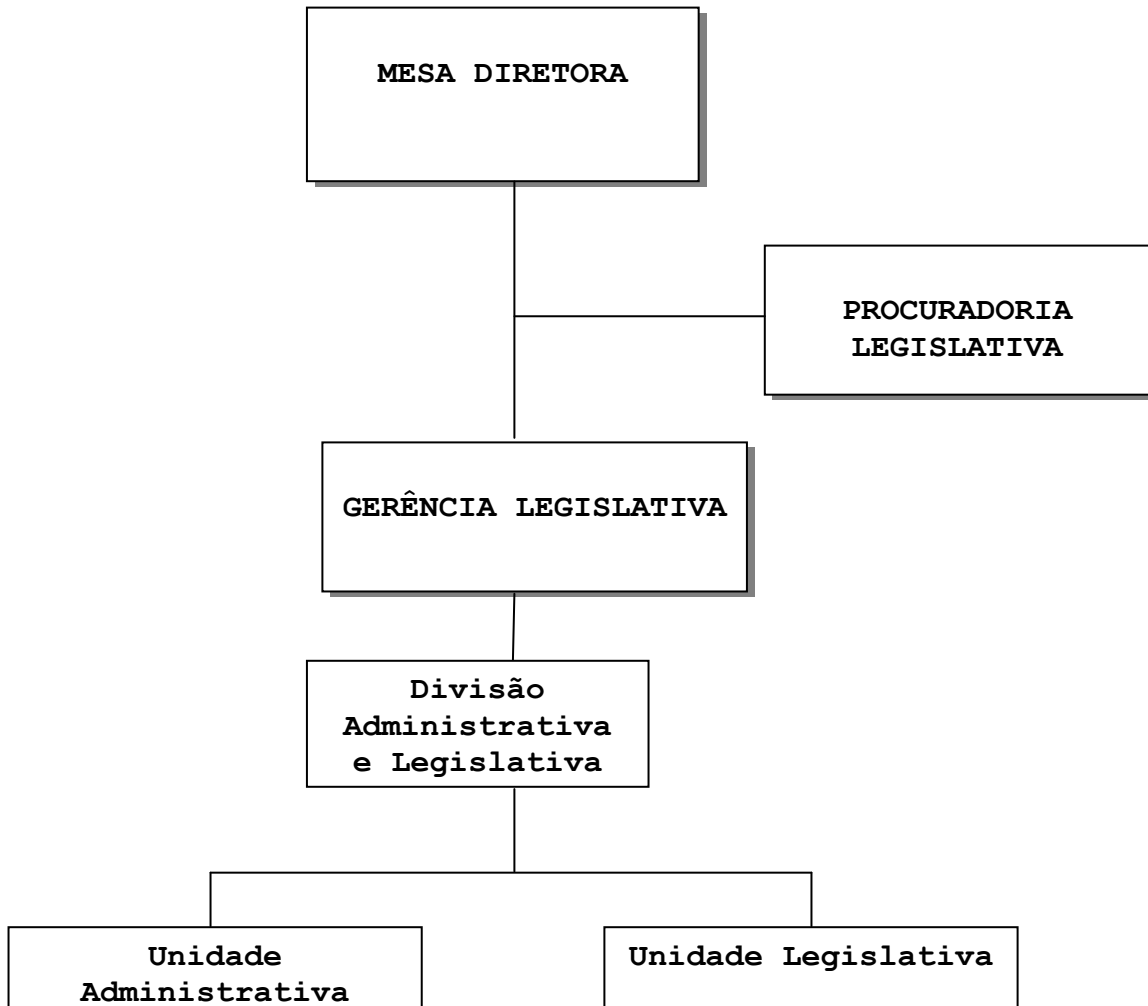 MESA DIRETORA
PROCURADORIA
LEGISLATIVA
GERÊNCIA LEGISLATIVA
Divisão
Administrativa
e Legislativa
Unidade
Administrativa
Unidade Legislativa